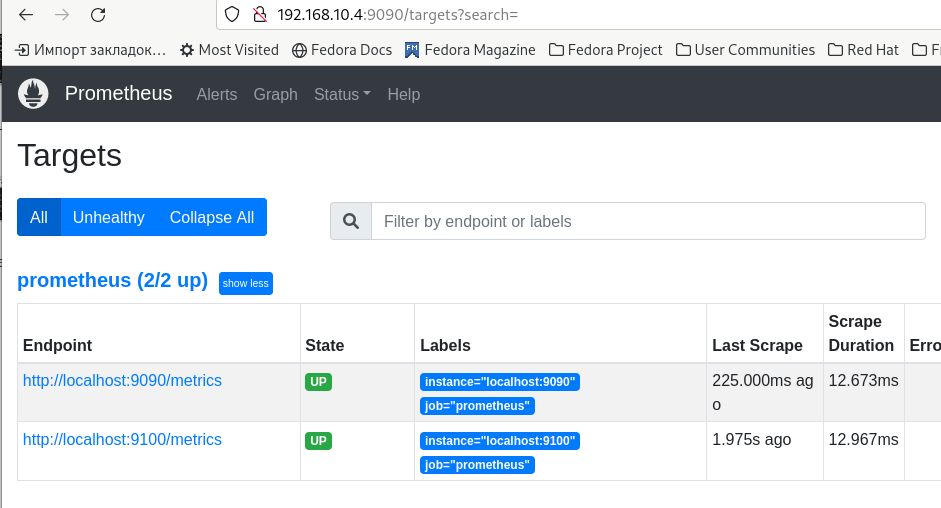 192.168.10.4:9090/targets?search=
Импорт закладок… Most Visited Fedora Docs FM Fedora Magazine Fedora Project User Communities Red Hat Fr
Prometheus Alerts Graph Status Help
Targets
All Unhealthy Collapse All Filter by endpoint or labels
prometheus (2/2 up) show less
Endpoint State Labels Last Scrape Scrape Duration Erro
http://localhost:9090/metrics UP instance="localhost:9090" 225.000ms ag 12.673ms
job="prometheus" o
http://localhost:9100/metrics UP instance="localhost:9100" 1.975s ago 12.967ms
job="prometheus"